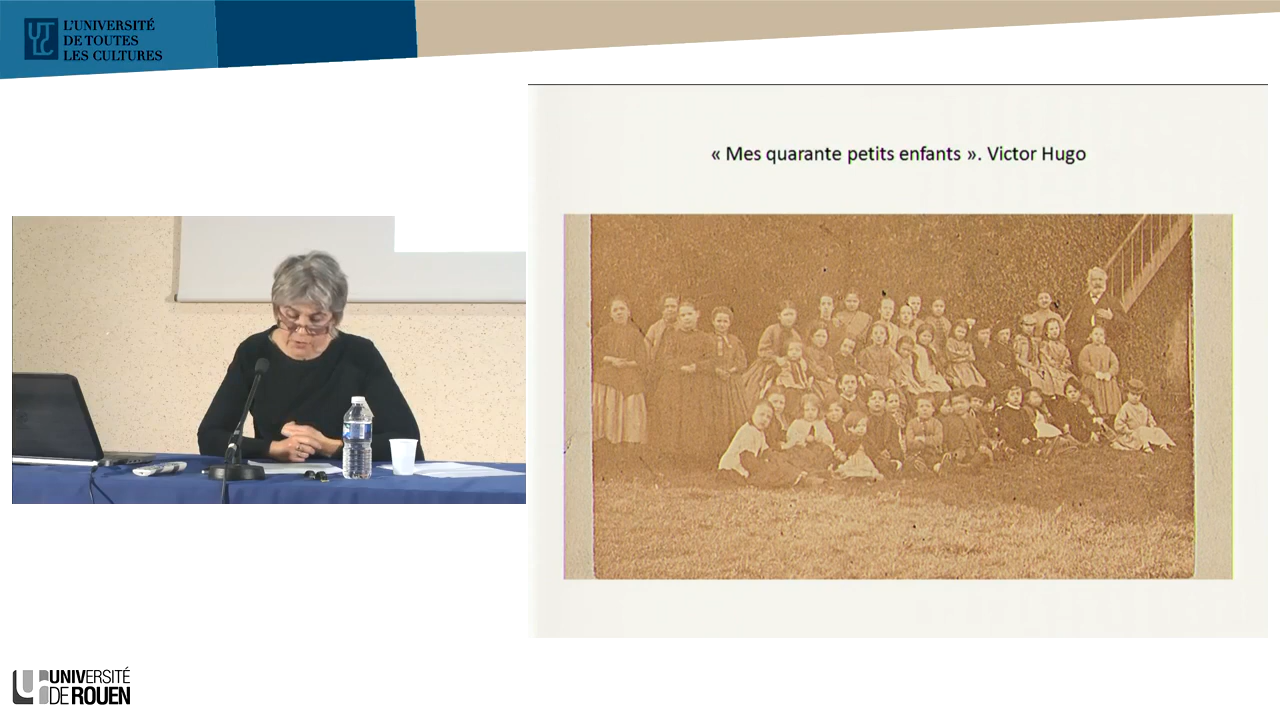 L'UNIVERSITÉ
DE TOUTES
LES CULTURES
« Mes quarante petits enfants ». Victor Hugo
UNIVERSITÉ
DE ROUEN